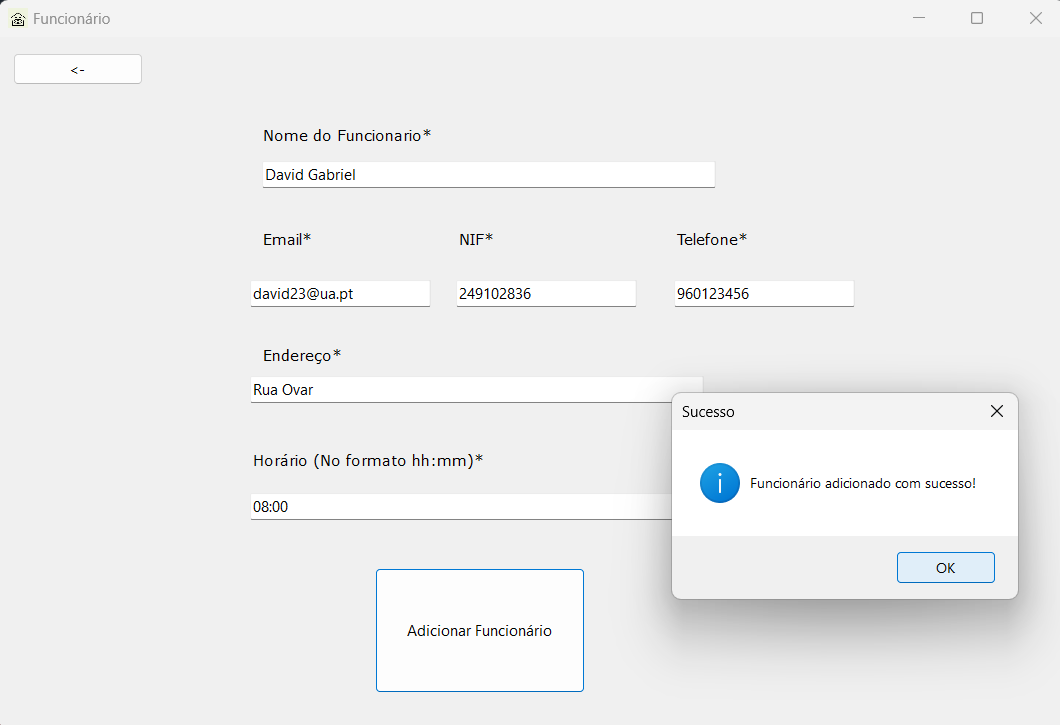 Funcionário
<-
Nome do Funcionario*
David Gabriel
Email* NIF* Telefone*
david23@ua.pt 249102836 960123456
Endereço*
Rua Ovar
Sucesso
Horário (No formato hh:mm)*
Funcionário adicionado com sucesso!
08:00
OK
Adicionar Funcionário